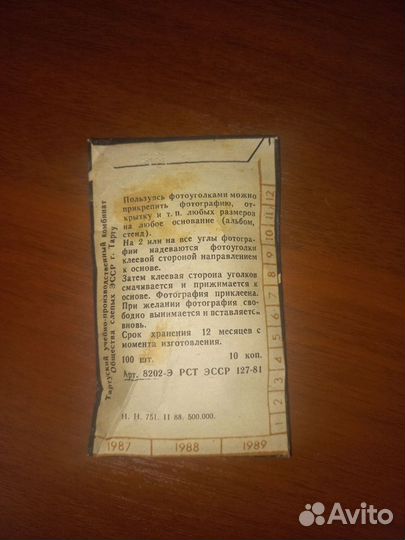 Тартуский учебно-производственный комбинат
Общества слепых ЭССР г. Тарту
Пользуясь фотоуголками можно
прикрепить фотографию, от-
крытку и т. п. любых размеров
на любое основание (альбом,
стенд).
На 2 или на все углы фотогра-
фии надеваются фотоуголки
клеевой стороной направлением
к основе.
Затем клеевая сторона уголков
смачивается и прижимается к
основе. Фотография приклеена.
При желании фотография сво-
бодно вынимается и вставляется
вновь.
Срок хранения 12 месяцев с
момента изготовления.
100 шт. 10 коп.
Арт. 8202-Э РСТ ЭССР 127-81
Н. Н. 751. II 88. 500.000.
1 2 3 4 5 6 7 8 9 10 11 12
1987 1988 1989
Avito